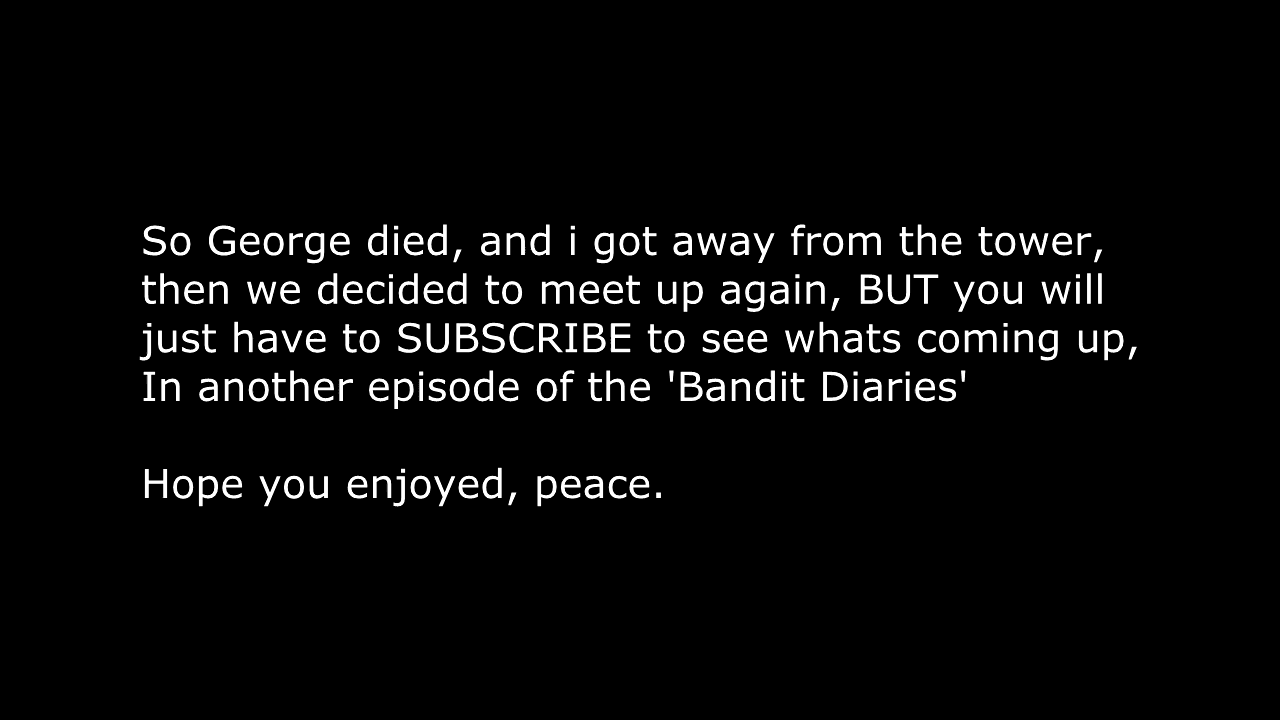 So George died, and i got away from the tower,
then we decided to meet up again, BUT you will
just have to SUBSCRIBE to see whats coming up,
In another episode of the 'Bandit Diaries'
Hope you enjoyed, peace.